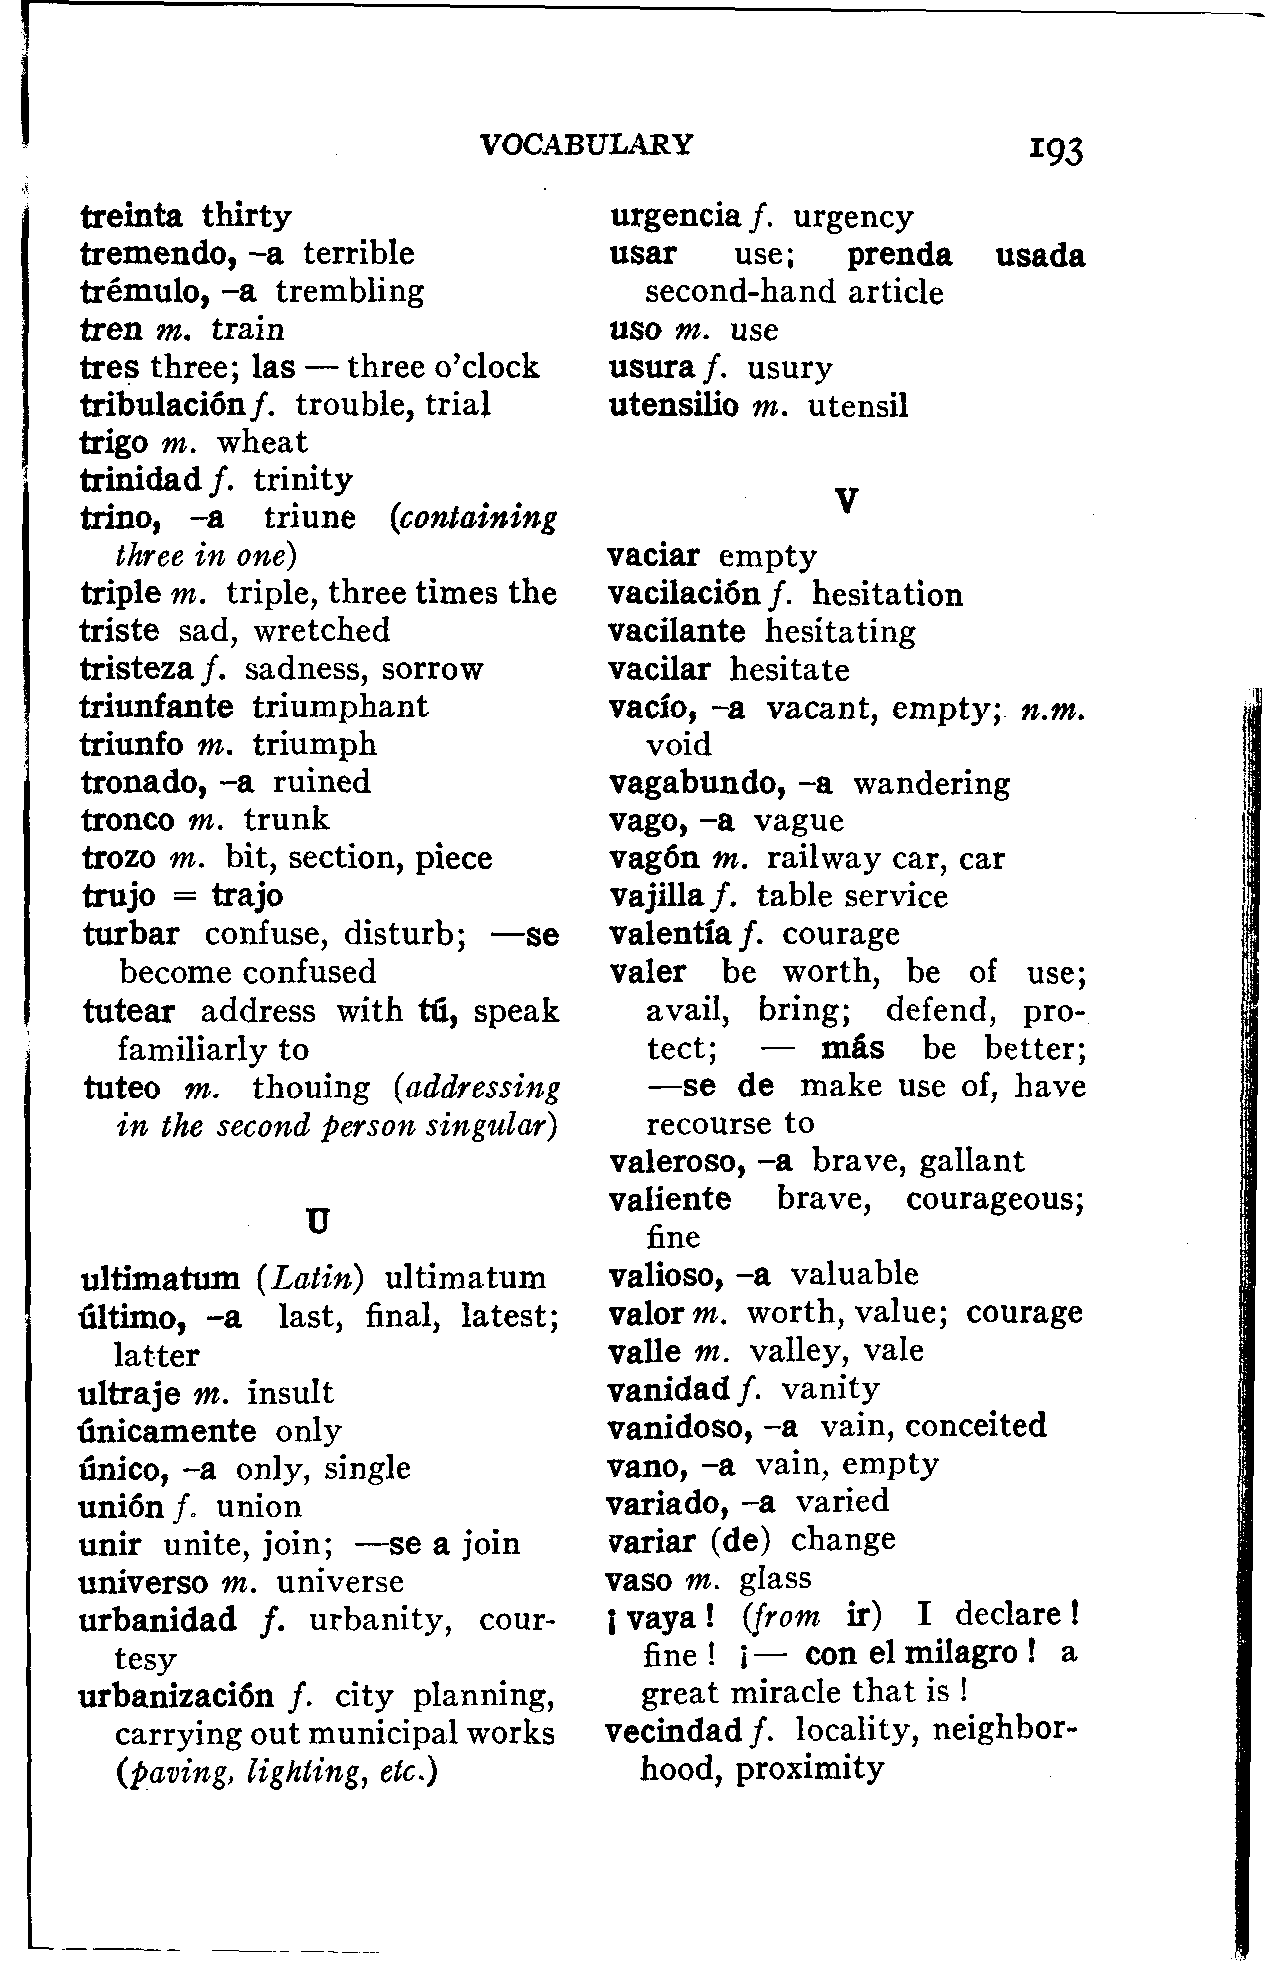 VOCABULARY 193
treinta thirty
tremendo, –a terrible
trémulo, –a trembling
tren m. train
tres three; las — three o'clock
tribulación f. trouble, trial
trigo m. wheat
trinidad f. trinity
trino, –a triune (containing
three in one)
triple m. triple, three times the
triste sad, wretched
tristeza f. sadness, sorrow
triunfante triumphant
triunfo m. triumph
tronado, –a ruined
tronco m. trunk
trozo m. bit, section, piece
trujo = trajo
turbar confuse, disturb; —se
become confused
tutear address with tú, speak
familiarly to
tuteo m. thouing (addressing
in the second person singular)
U
ultimatum (Latin) ultimatum
último, –a last, final, latest;
latter
ultraje m. insult
únicamente only
único, –a only, single
unión f. union
unir unite, join; —se a join
universo m. universe
urbanidad f. urbanity, cour-
tesy
urbanización f. city planning,
carrying out municipal works
(paving, lighting, etc.)
urgencia f. urgency
usar use; prenda usada
second-hand article
uso m. use
usura f. usury
utensilio m. utensil
V
vaciar empty
vacilación f. hesitation
vacilante hesitating
vacilar hesitate
vacío, –a vacant, empty; n.m.
void
vagabundo, –a wandering
vago, –a vague
vagón m. railway car, car
vajilla f. table service
valentía f. courage
valer be worth, be of use;
avail, bring; defend, pro-
tect; — más be better;
—se de make use of, have
recourse to
valeroso, –a brave, gallant
valiente brave, courageous;
fine
valioso, –a valuable
valor m. worth, value; courage
valle m. valley, vale
vanidad f. vanity
vanidoso, –a vain, conceited
vano, –a vain, empty
variado, –a varied
variar (de) change
vaso m. glass
¡ vaya ! (from ir) I declare !
fine ! ¡— con el milagro ! a
great miracle that is !
vecindad f. locality, neighbor-
hood, proximity